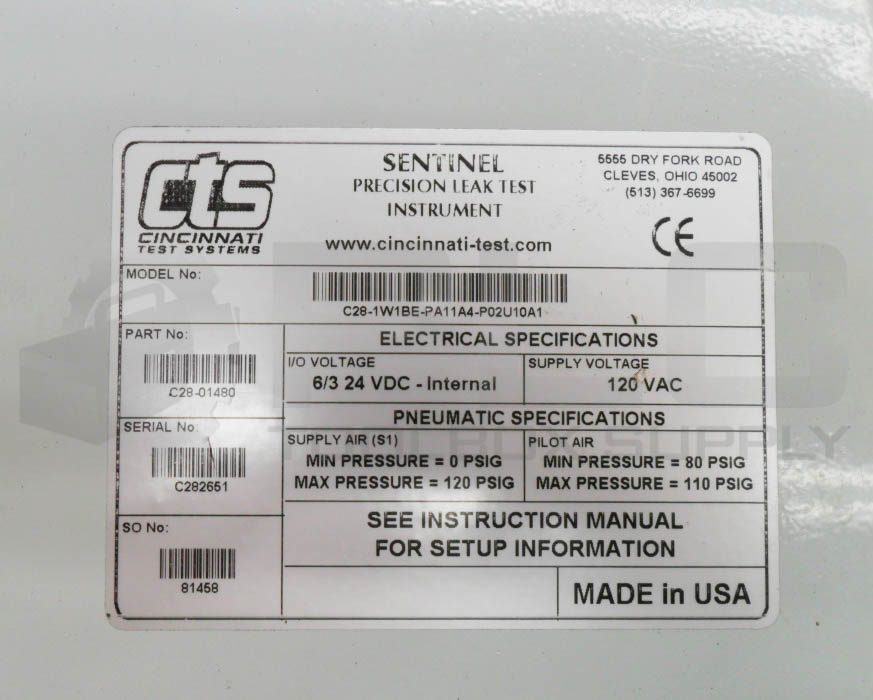 cts
CINCINNATI
TEST SYSTEMS
SENTINEL
PRECISION LEAK TEST
INSTRUMENT
www.cincinnati-test.com
5555 DRY FORK ROAD
CLEVES, OHIO 45002
(513) 367-6699
CE
MODEL No:
C28-1W1BE-PA11A4-P02U10A1
PART No:
C28-01480
SERIAL No:
C282651
SO No:
81458
ELECTRICAL SPECIFICATIONS
I/O VOLTAGE
6/3 24 VDC - Internal
SUPPLY VOLTAGE
120 VAC
PNEUMATIC SPECIFICATIONS
SUPPLY AIR (S1)
MIN PRESSURE = 0 PSIG
MAX PRESSURE = 120 PSIG
PILOT AIR
MIN PRESSURE = 80 PSIG
MAX PRESSURE = 110 PSIG
SEE INSTRUCTION MANUAL
FOR SETUP INFORMATION
MADE in USA
PLC
TOOLBOX SUPPLY